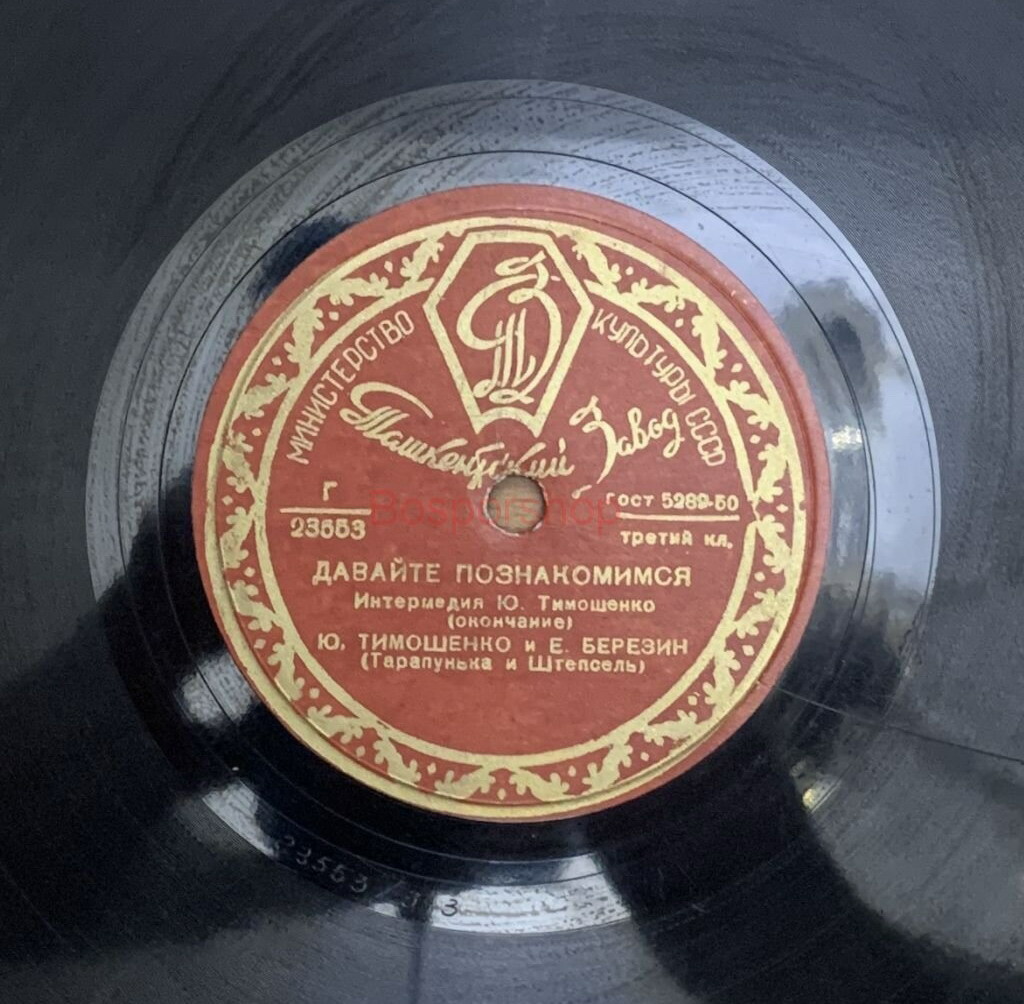 МИНИСТЕРСТВО КУЛЬТУРЫ СССР
Ташкентский Завод
Г
23553
ГОСТ 5289-50
третий кл.
Bosporshop
ДАВАЙТЕ ПОЗНАКОМИМСЯ
Интермедия Ю. Тимошенко
(окончание)
Ю. ТИМОШЕНКО и Е. БЕРЕЗИН
(Тарапунька и Штепсель)
23553
3